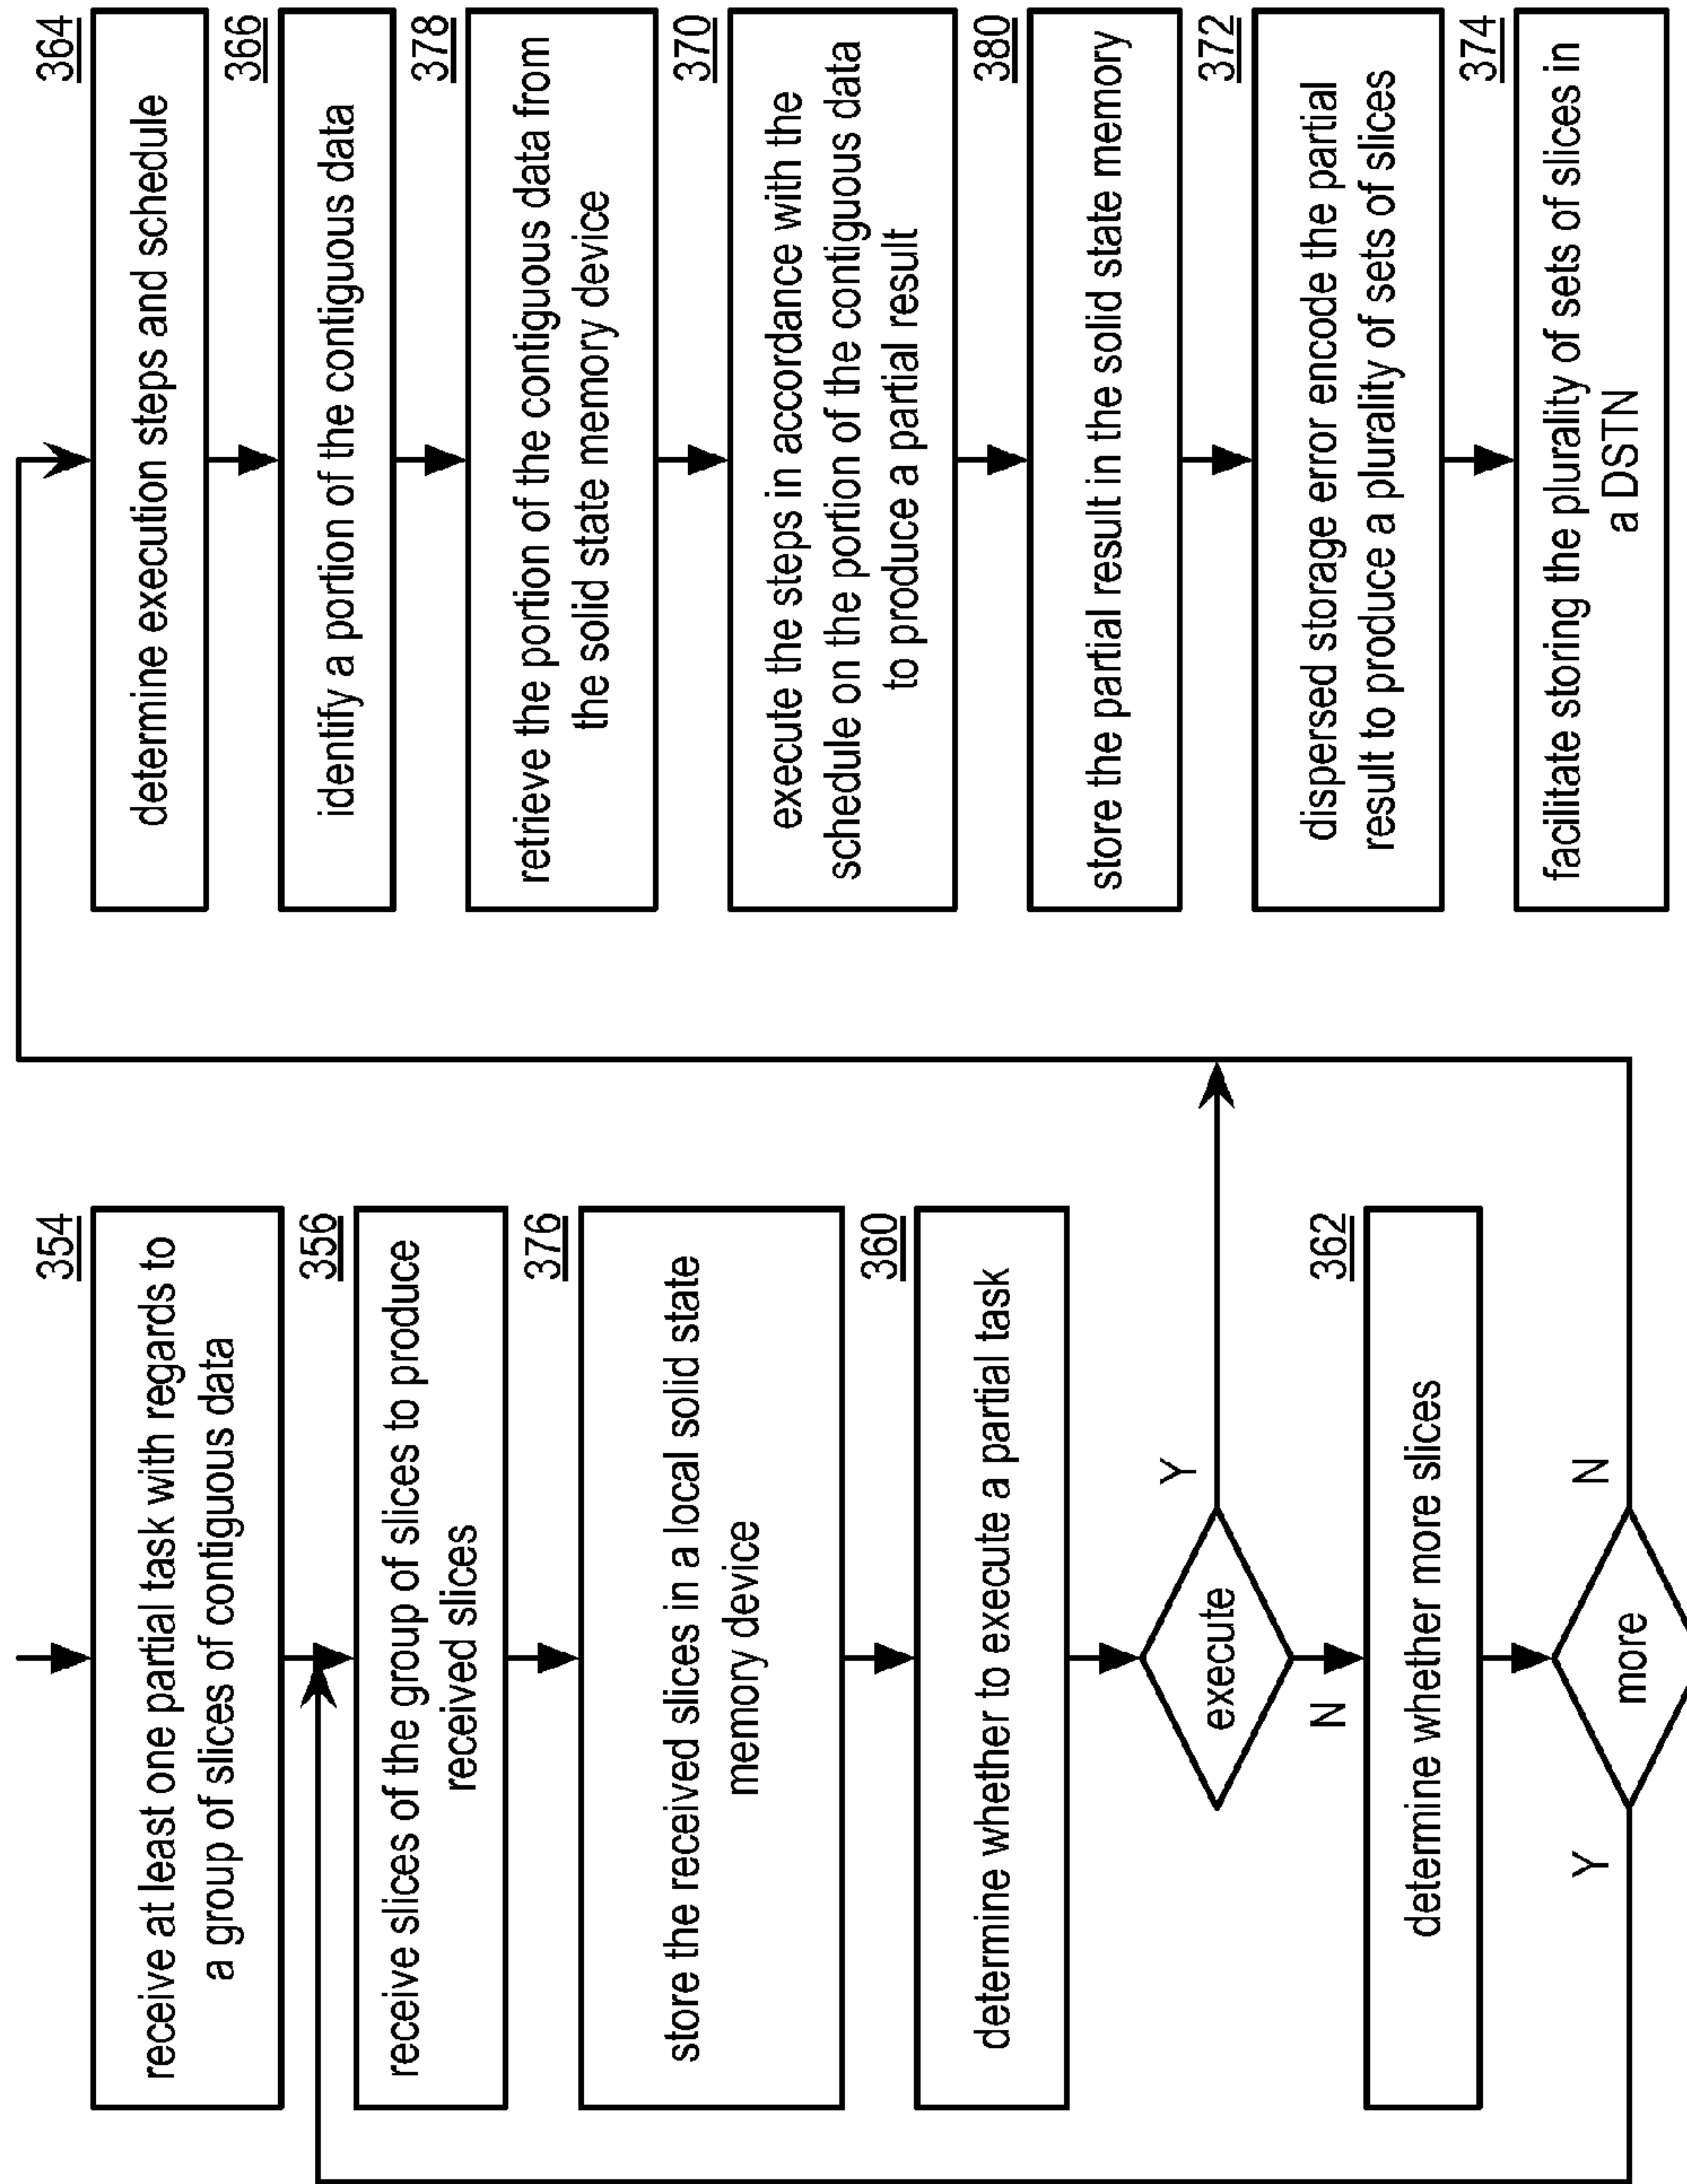 354
receive at least one partial task with regards to
a group of slices of contiguous data
356
receive slices of the group of slices to produce
received slices
376
store the received slices in a local solid state
memory device
360
determine whether to execute a partial task
execute
Y
N
362
determine whether more slices
more
Y
N
364
determine execution steps and schedule
366
identify a portion of the contiguous data
378
retrieve the portion of the contiguous data from
the solid state memory device
370
execute the steps in accordance with the
schedule on the portion of the contiguous data
to produce a partial result
380
store the partial result in the solid state memory
372
dispersed storage error encode the partial
result to produce a plurality of sets of slices
374
facilitate storing the plurality of sets of slices in
a DSTN